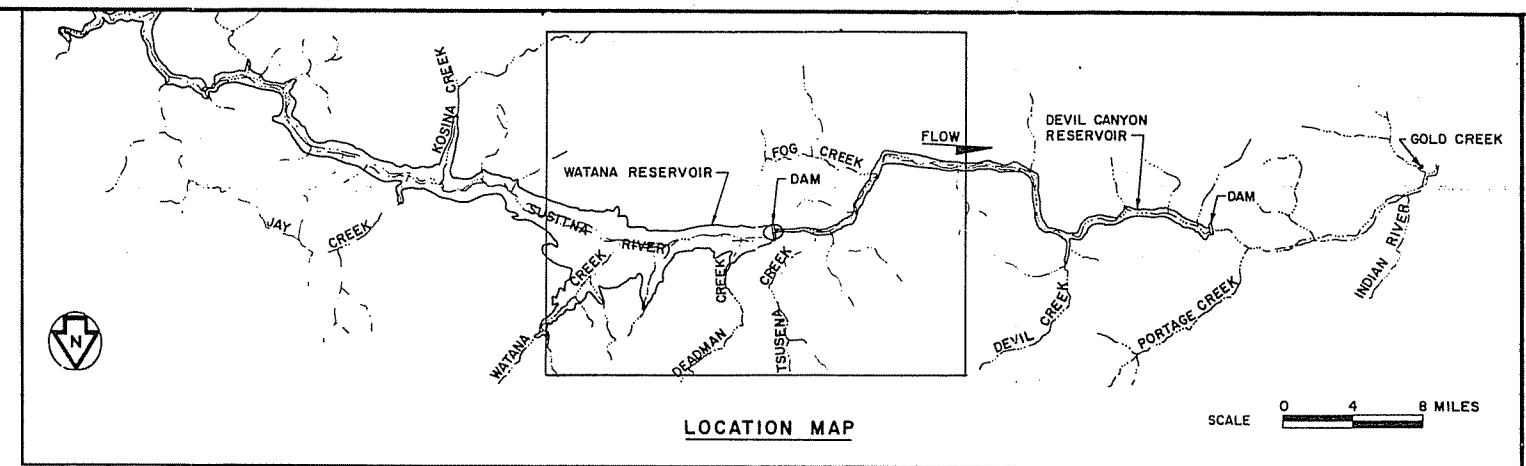 KOSINA CREEK
DEVIL CANYON
RESERVOIR
GOLD CREEK
FLOW
FOG CREEK
WATANA RESERVOIR
DAM
DAM
SUSITNA RIVER
JAY CREEK
INDIAN RIVER
WATANA CREEK
DEADMAN CREEK
TSUSENA CREEK
DEVIL CREEK
PORTAGE CREEK
N
SCALE 0 4 8 MILES
LOCATION MAP